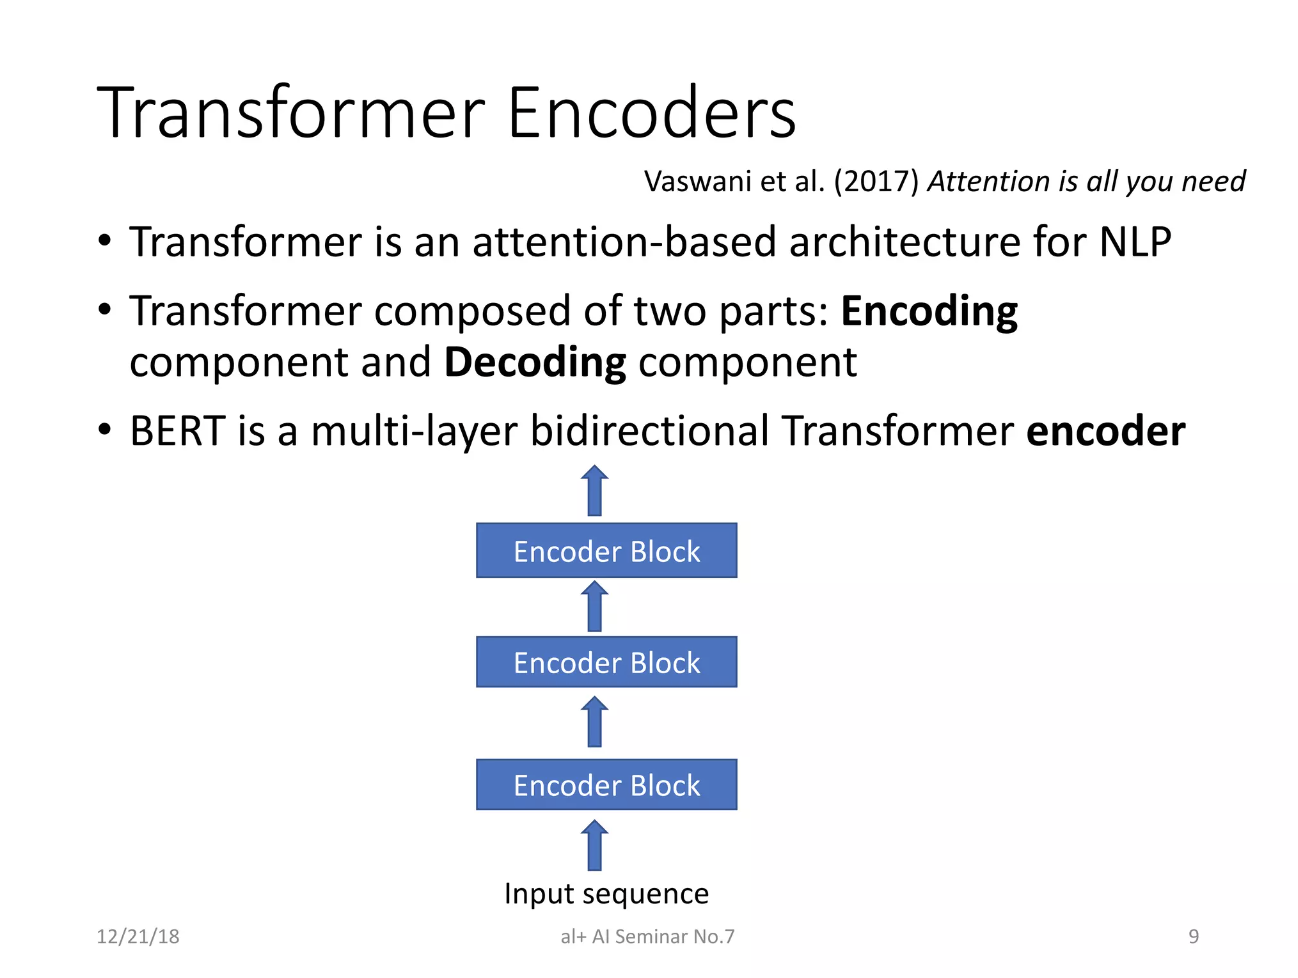 Transformer Encoders
Vaswani et al. (2017) Attention is all you need
• Transformer is an attention-based architecture for NLP
• Transformer composed of two parts: Encoding
component and Decoding component
• BERT is a multi-layer bidirectional Transformer encoder
Encoder Block
Encoder Block
Encoder Block
Input sequence
12/21/18
al+ AI Seminar No.7
9